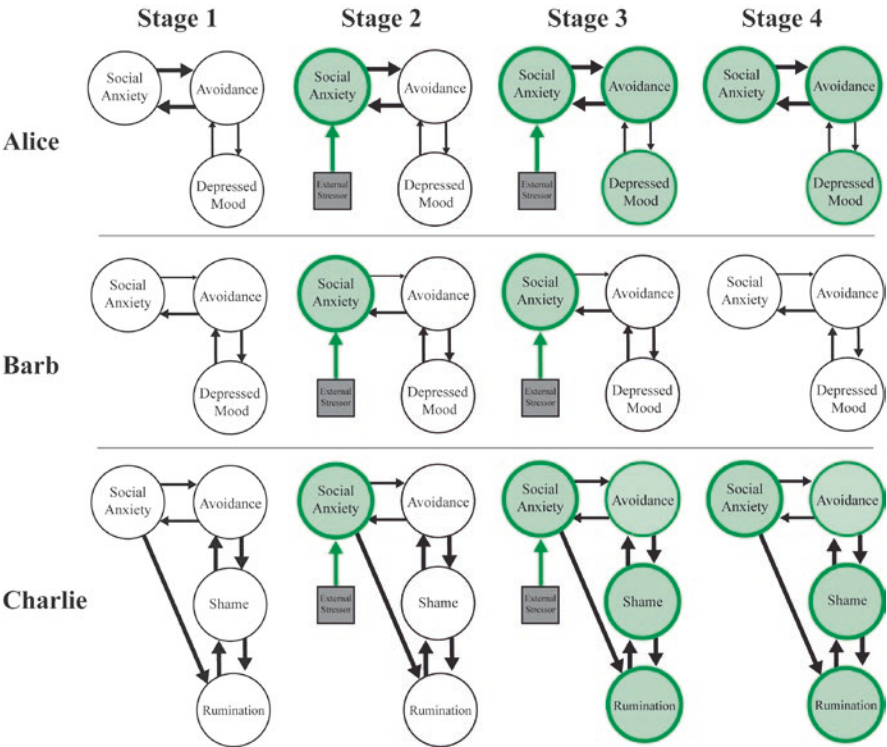 Stage 1 Stage 2 Stage 3 Stage 4
Alice
Social Anxiety
Avoidance
Depressed Mood
Social Anxiety
Avoidance
External Stressor
Depressed Mood
Social Anxiety
Avoidance
External Stressor
Depressed Mood
Social Anxiety
Avoidance
Depressed Mood
Barb
Social Anxiety
Avoidance
Depressed Mood
Social Anxiety
Avoidance
External Stressor
Depressed Mood
Social Anxiety
Avoidance
External Stressor
Depressed Mood
Social Anxiety
Avoidance
Depressed Mood
Charlie
Social Anxiety
Avoidance
Shame
Rumination
Social Anxiety
Avoidance
External Stressor
Shame
Rumination
Social Anxiety
Avoidance
External Stressor
Shame
Rumination
Social Anxiety
Avoidance
Shame
Rumination